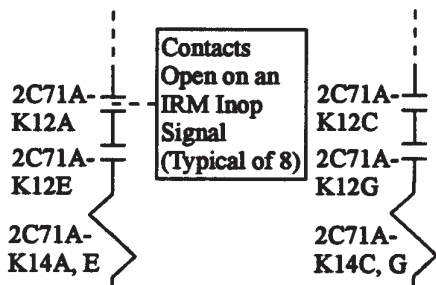 Contacts
Open on an
IRM Inop
Signal
(Typical of 8)
2C71A-
K12A
2C71A-
K12E
2C71A-
K14A, E
2C71A-
K12C
2C71A-
K12G
2C71A-
K14C, G